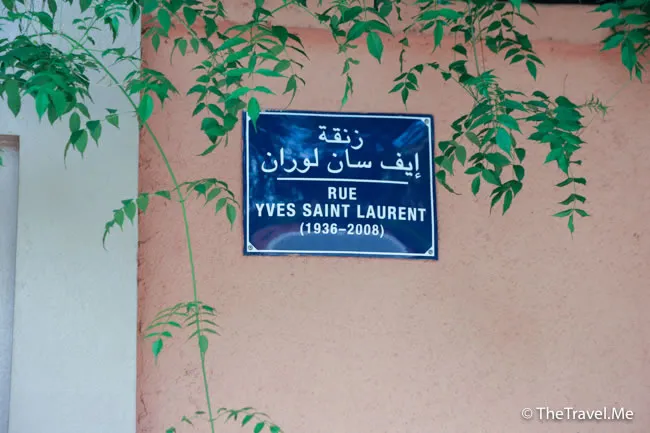 زنقة
إيف سان لوران
RUE
YVES SAINT LAURENT
(1936–2008)
© TheTravel.Me